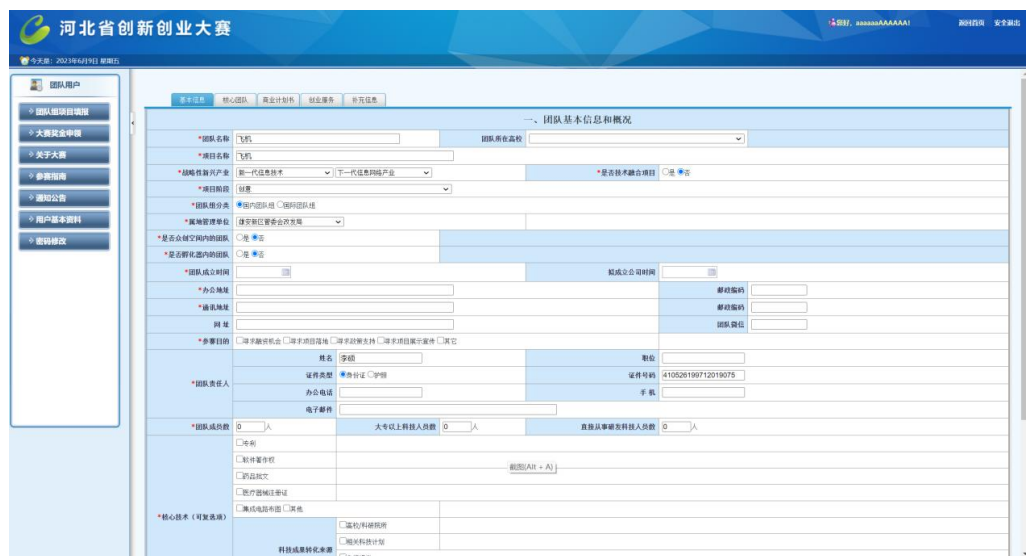 河北省创新创业大赛
您好，aaaaaaAAAAAA!
返回首页 安全退出
今天是：2023年6月9日 星期五
团队用户
团队组项目填报
大赛奖金申领
关于大赛
参赛指南
通知公告
用户基本资料
密码修改
基本信息 核心团队 商业计划书 创业服务 补充信息
一、团队基本信息和概况
*团队名称 飞机 团队所在高校
*项目名称 飞机
*战略性新兴产业 新一代信息技术 下一代信息网络产业 *是否技术融合项目 是 否
*项目阶段 创意
*团队组分类 国内团队组 国际团队组
*属地管理单位 雄安新区管委会改发局
*是否众创空间内的团队 是 否
*是否孵化器内的团队 是 否
*团队成立时间 拟成立公司时间
*办公地址 邮政编码
*通讯地址 邮政编码
网 址 团队微信
*参赛目的 寻求融资机会 寻求项目落地 寻求政策支持 寻求项目展示宣传 其它
*团队责任人
姓名 李硕 职位
证件类型 身份证 护照 证件号码 410526199712019075
办公电话 手 机
电子邮件
*团队成员数 0 人 大专以上科技人员数 0 人 直接从事研发科技人员数 0 人
*核心技术（可复选项）
专利
软件著作权
药品批文
截图(Alt + A)
医疗器械注册证
集成电路布图 其他
科技成果转化来源
高校/科研院所
相关科技计划